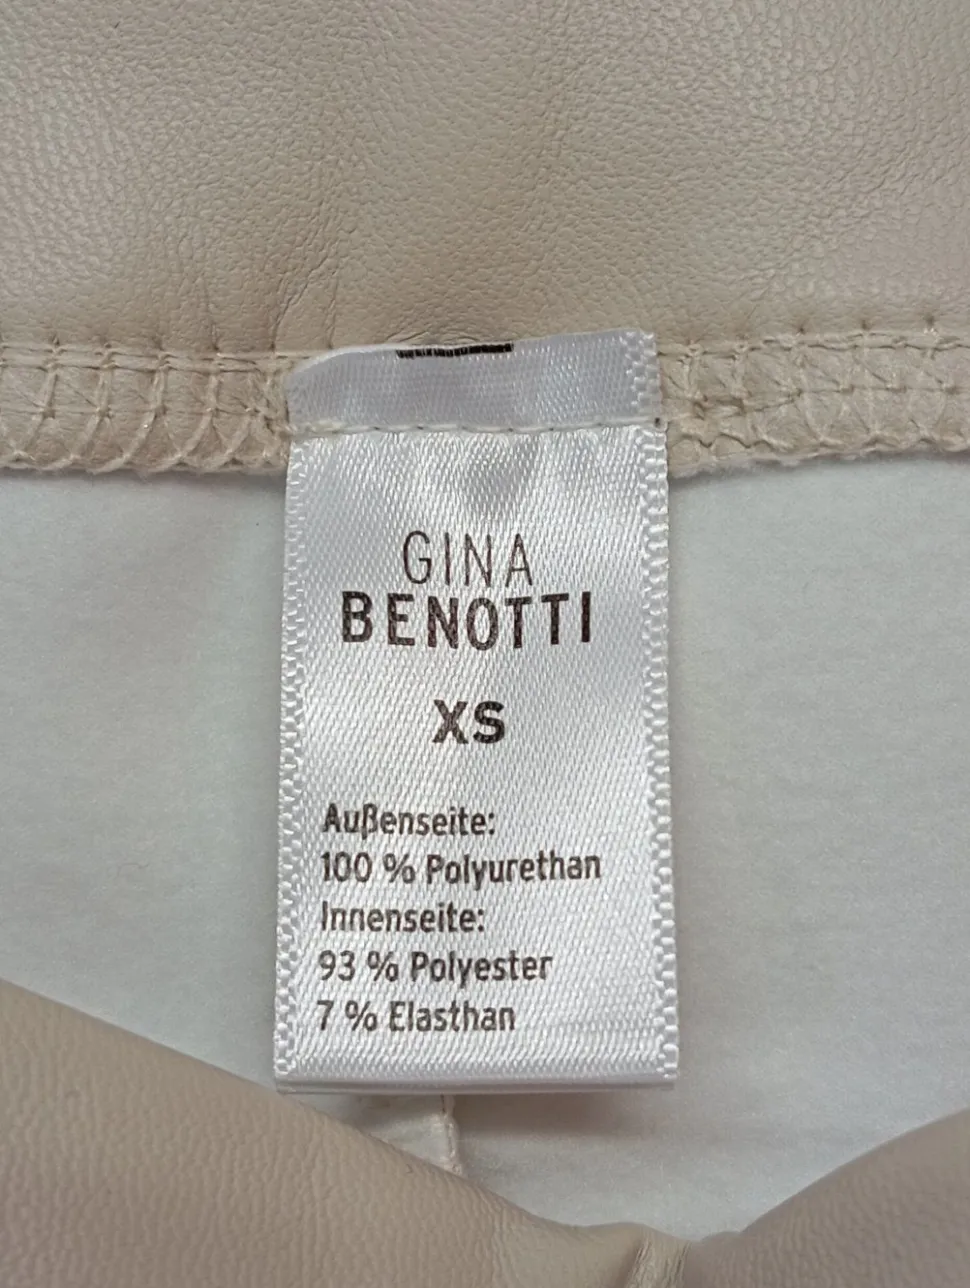 GINA
BENOTTI
XS
Außenseite:
100 % Polyurethan
Innenseite:
93 % Polyester
7 % Elasthan